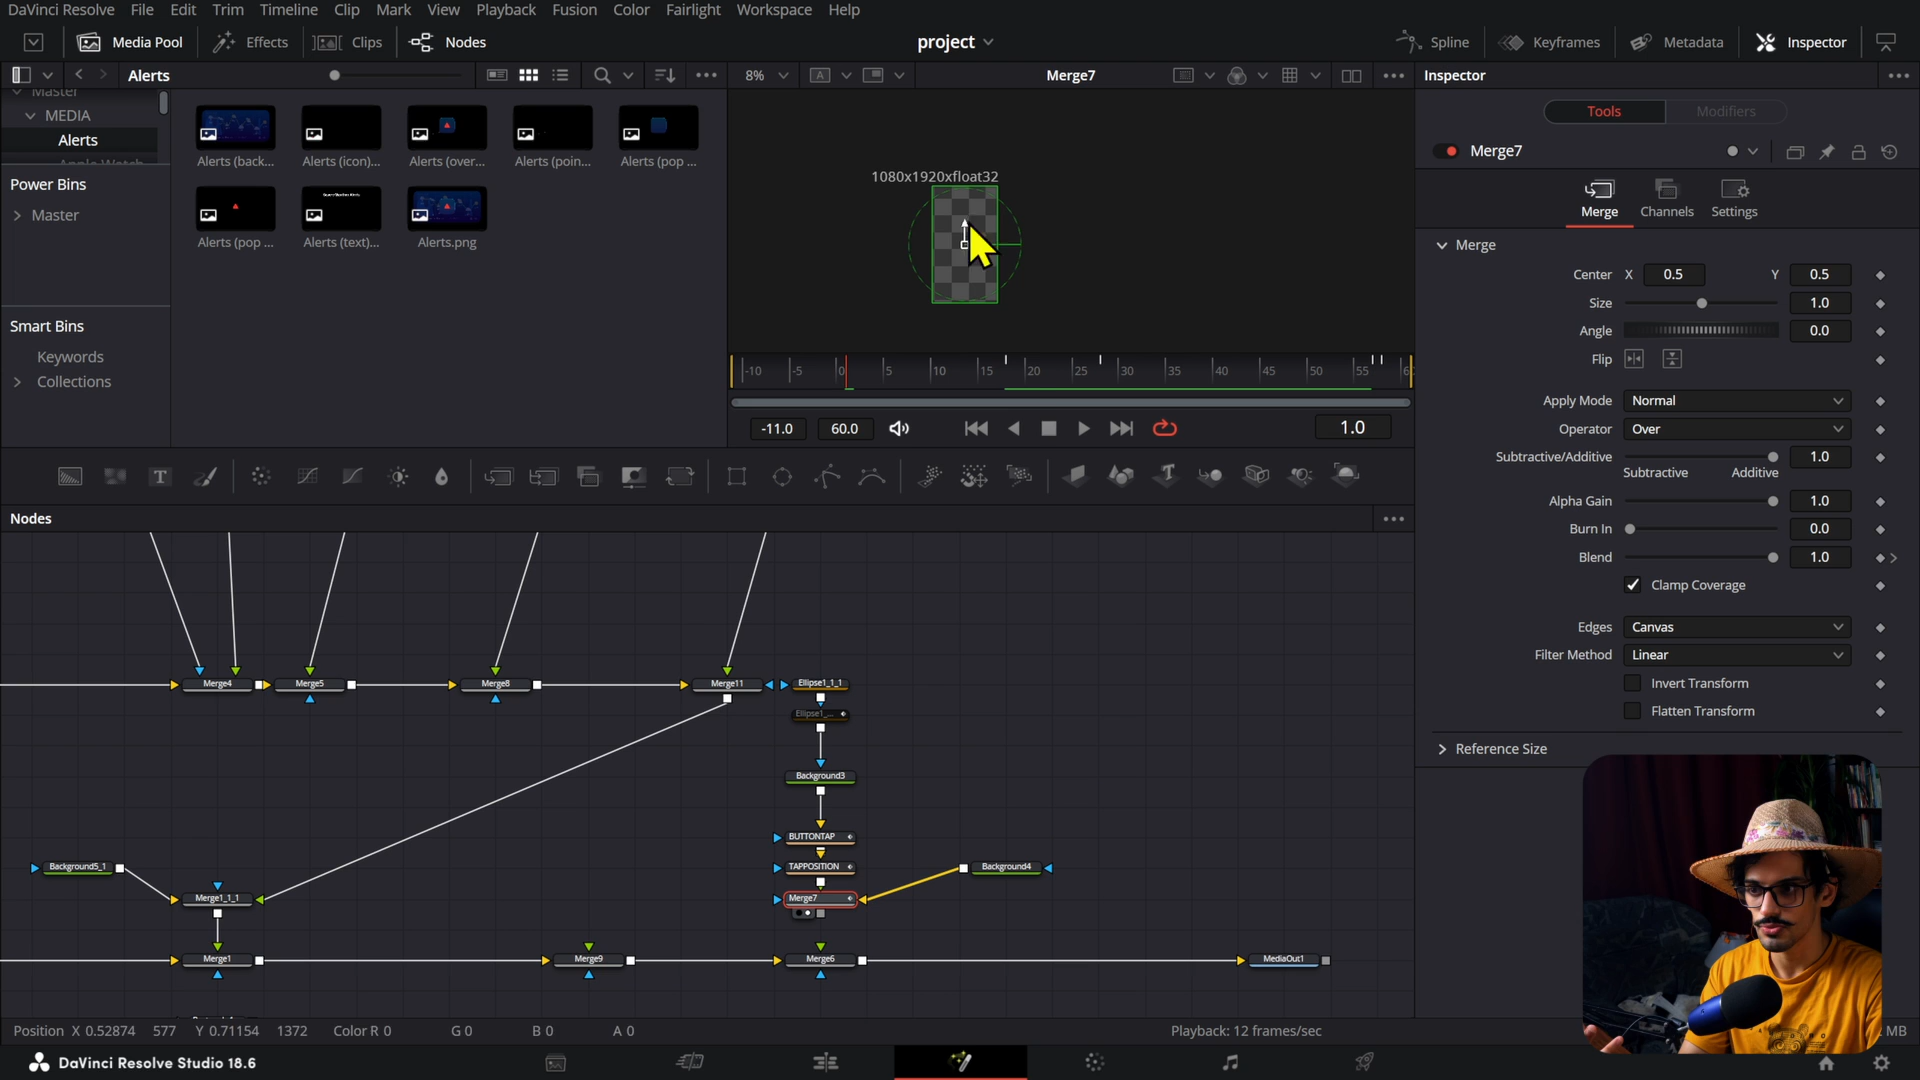 DaVinci Resolve File Edit Trim Timeline Clip Mark View Playback Fusion Color Fairlight Workspace Help
Media Pool Effects Clips Nodes project Spline Keyframes Metadata Inspector
Alerts 8% A Merge7 Inspector
Master
MEDIA
Alerts
Apple Watch
Power Bins
Master
Smart Bins
Keywords
Collections
Alerts (back... Alerts (icon)... Alerts (over... Alerts (poin... Alerts (pop ...
Alerts (pop ... Alerts (text)... Alerts.png
1080x1920xfloat32
-10 -5 0 5 10 15 20 25 30 35 40 45 50 55
-11.0 60.0 1.0
Tools Modifiers
Merge7
Merge Channels Settings
Merge
Center X 0.5 Y 0.5
Size 1.0
Angle 0.0
Flip
Apply Mode Normal
Operator Over
Subtractive/Additive 1.0
Subtractive Additive
Alpha Gain 1.0
Burn In 0.0
Blend 1.0
Clamp Coverage
Edges Canvas
Filter Method Linear
Invert Transform
Flatten Transform
Reference Size
T T
Nodes
Merge4 Merge5 Merge8 Merge11 Ellipse1_1_1
Ellipse1_...
Background3
BUTTONTAP
Background5_1 TAPPOSITION Background4
Merge1_1_1 Merge7
Merge1 Merge9 Merge6 MediaOut1
Position X 0.52874 577 Y 0.71154 1372 Color R 0 G 0 B 0 A 0 Playback: 12 frames/sec MB
DaVinci Resolve Studio 18.6